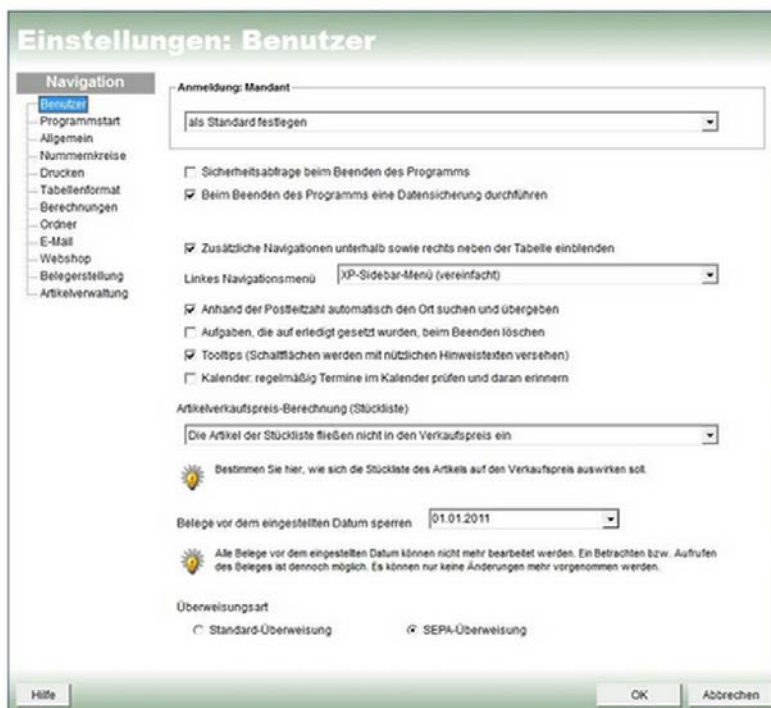 Einstellungen: Benutzer
Navigation
Benutzer
Programmstart
Allgemein
Nummernkreise
Drucken
Tabellenformat
Berechnungen
Ordner
E-Mail
Webshop
Belegerstellung
Artikelverwaltung
Anmeldung: Mandant
als Standard festlegen
Sicherheitsabfrage beim Beenden des Programms
Beim Beenden des Programms eine Datensicherung durchführen
Zusätzliche Navigationen unterhalb sowie rechts neben der Tabelle einblenden
Linkes Navigationsmenü
XP-Sidebar-Menü (vereinfacht)
Anhand der Postleitzahl automatisch den Ort suchen und übergeben
Aufgaben, die auf erledigt gesetzt wurden, beim Beenden löschen
Tooltips (Schaltflächen werden mit nützlichen Hinweistexten versehen)
Kalender: regelmäßig Termine im Kalender prüfen und daran erinnern
Artikelverkaufspreis-Berechnung (Stückliste)
Die Artikel der Stückliste fließen nicht in den Verkaufspreis ein
Bestimmen Sie hier, wie sich die Stückliste des Artikels auf den Verkaufspreis auswirken soll.
Belege vor dem eingestellten Datum sperren
01.01.2011
Alle Belege vor dem eingestellten Datum können nicht mehr bearbeitet werden. Ein Betrachten bzw. Aufrufen
des Beleges ist dennoch möglich. Es können nur keine Änderungen mehr vorgenommen werden.
Überweisungsart
Standard-Überweisung
SEPA-Überweisung
Hilfe
OK
Abbrechen